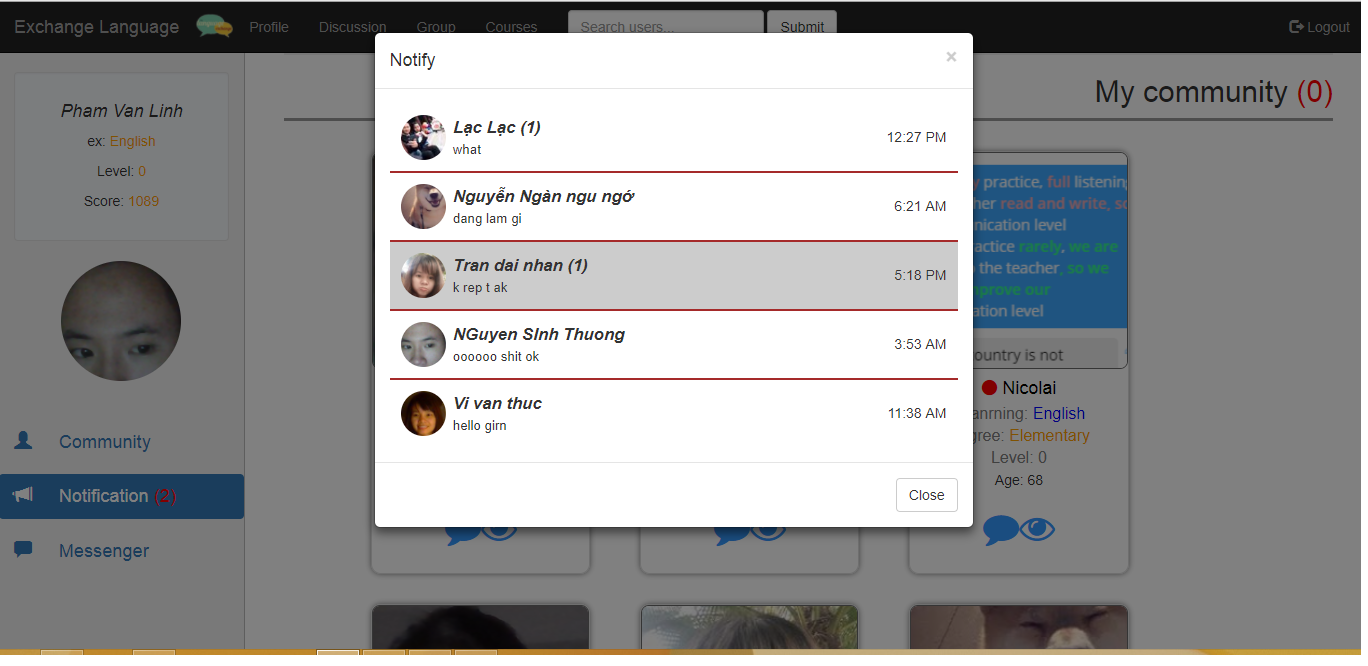 Exchange Language Profile Discussion Group Courses Search users... Submit Logout
Pham Van Linh
ex: English
Level: 0
Score: 1089
Community
Notification (2)
Messenger
Notify ×
Lạc Lạc (1)
what
12:27 PM
Nguyễn Ngàn ngu ngớ
dang lam gi
6:21 AM
Tran dai nhan (1)
k rep t ak
5:18 PM
NGuyen SInh Thuong
oooooo shit ok
3:53 AM
Vi van thuc
hello girn
11:38 AM
Close
My community (0)
practice, full listening
her read and write, so
nication level
actice rarely, we are
the teacher, so we
prove our
ation level
ountry is not
Nicolai
anrning: English
gree: Elementary
Level: 0
Age: 68